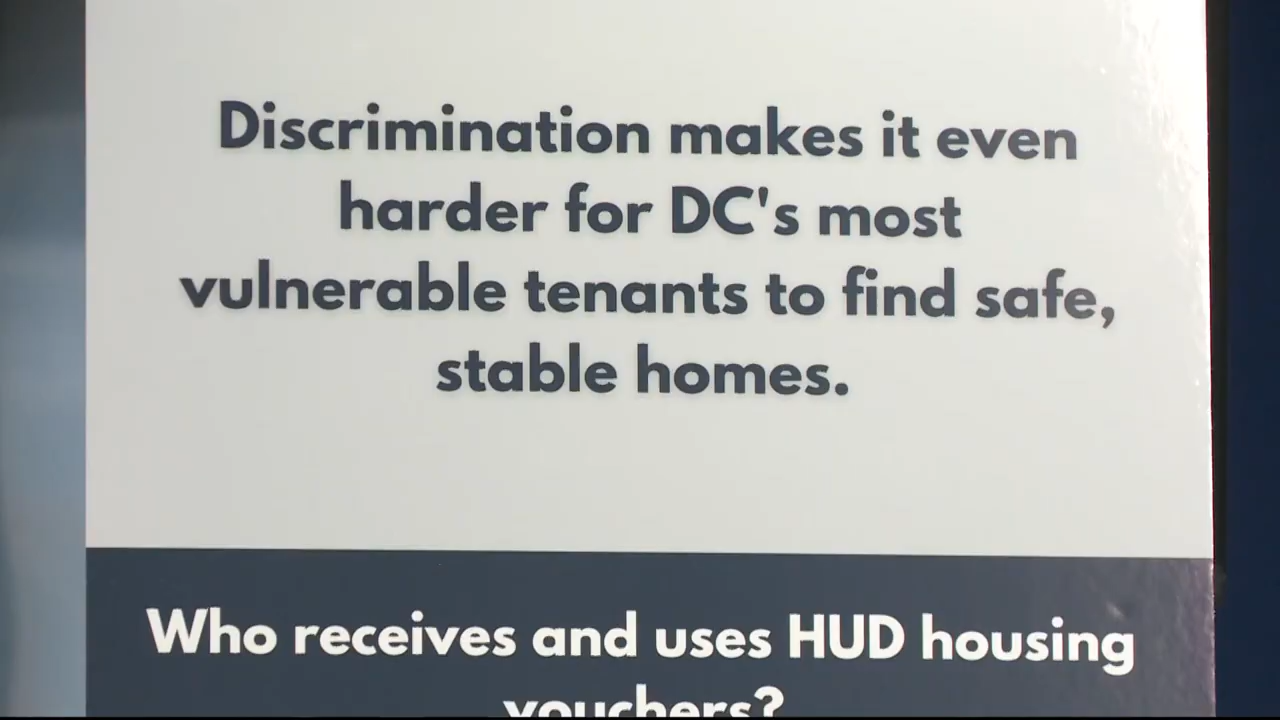 Discrimination makes it even
harder for DC's most
vulnerable tenants to find safe,
stable homes.
Who receives and uses HUD housing
vouchers?